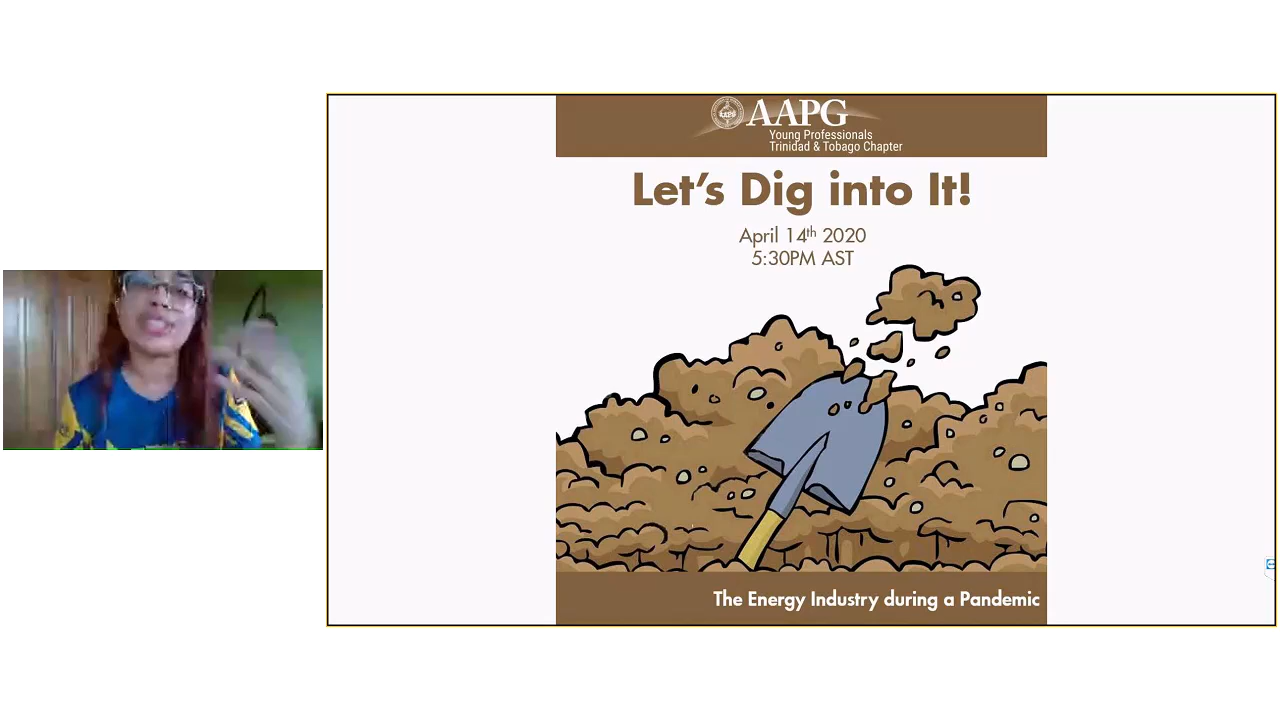 AAPG
Young Professionals
Trinidad & Tobago Chapter
Let's Dig into It!
April 14th 2020
5:30PM AST
The Energy Industry during a Pandemic